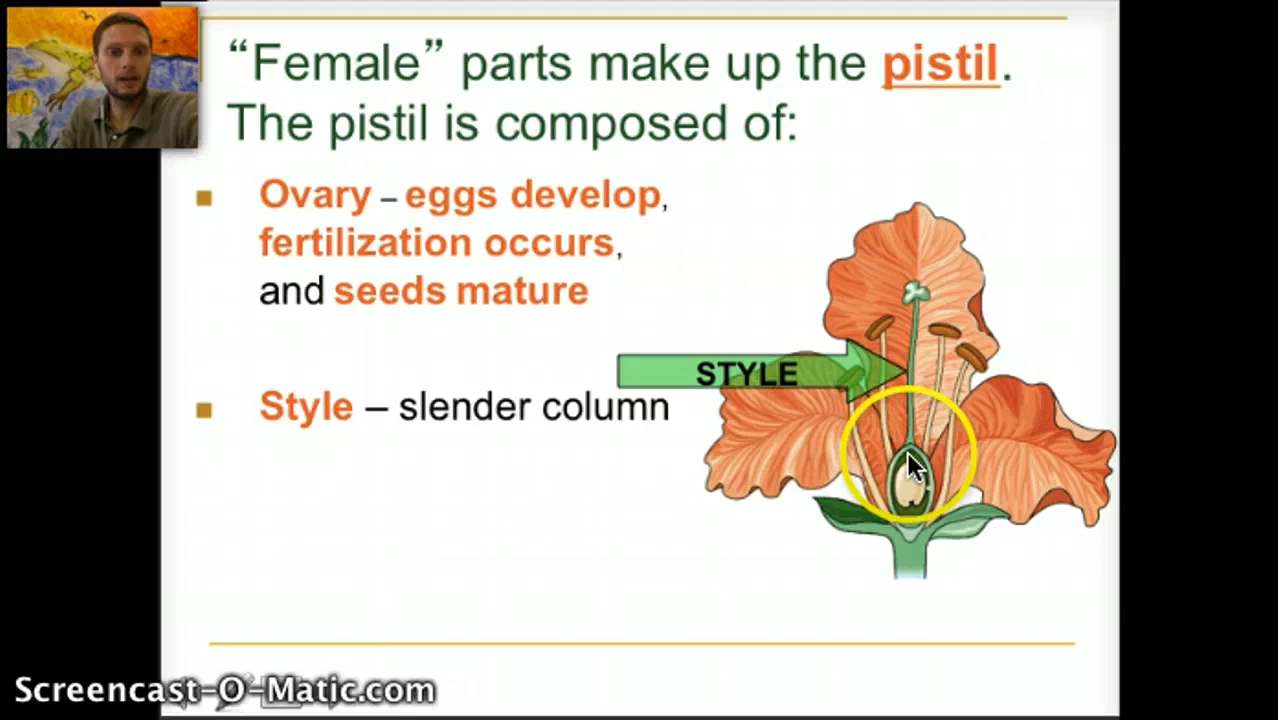 “Female” parts make up the pistil.
The pistil is composed of:
Ovary – eggs develop,
fertilization occurs,
and seeds mature
STYLE
Style – slender column
Screencast-O-Matic.com